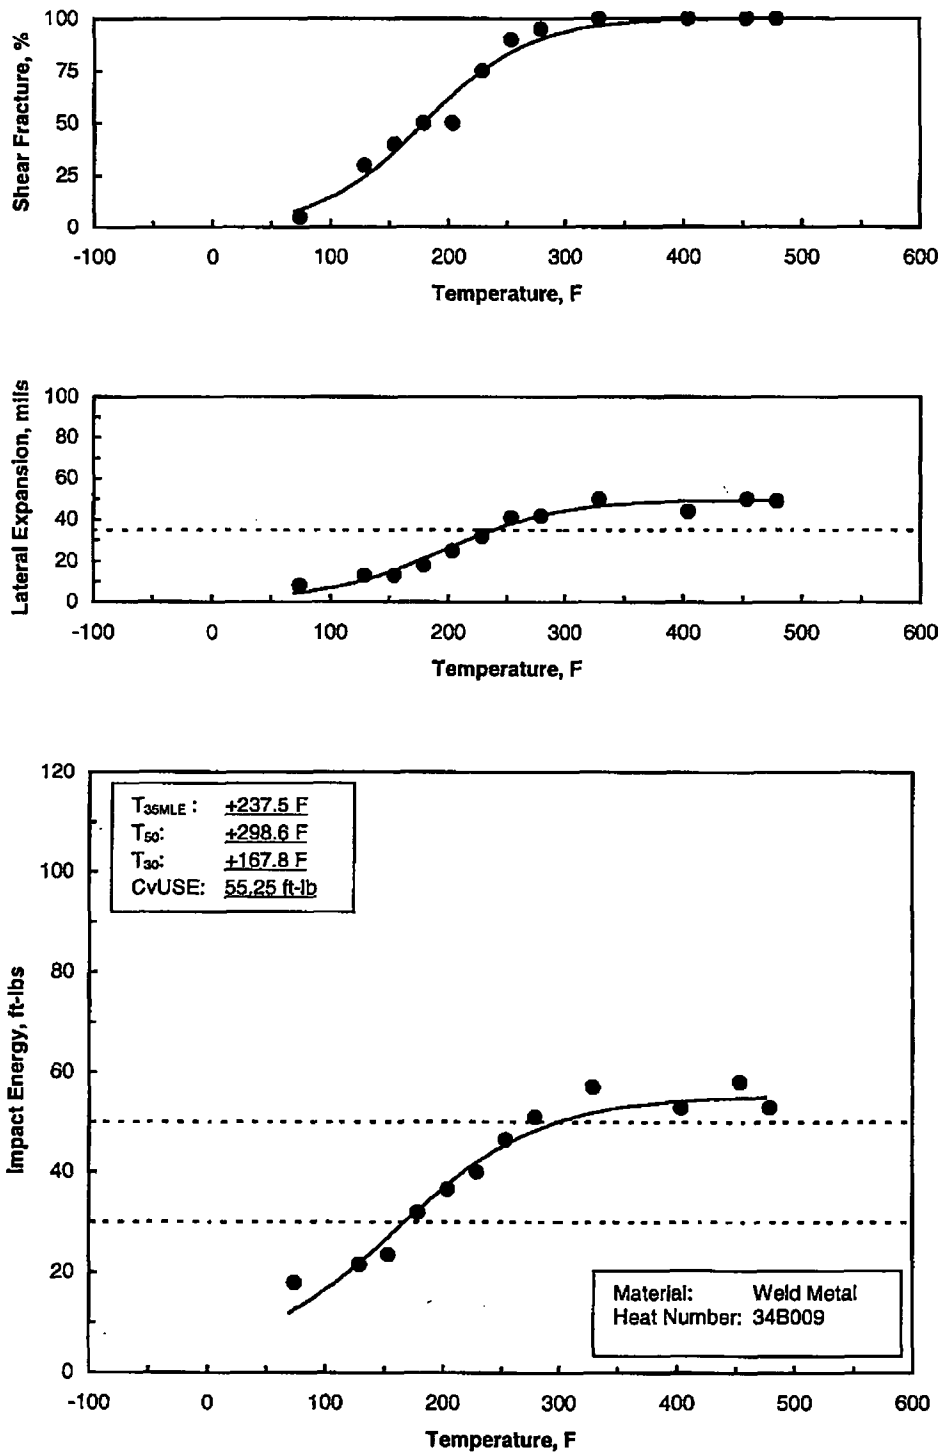 Shear Fracture, %
100
75
50
25
0
-100 0 100 200 300 400 500 600
Temperature, F
Lateral Expansion, mils
100
80
60
40
20
0
-100 0 100 200 300 400 500 600
Temperature, F
Impact Energy, ft-lbs
120
100
80
60
40
20
0
T35MLE : +237.5 F
T50: +298.6 F
T30: +167.8 F
CvUSE: 55.25 ft-lb
Material: Weld Metal
Heat Number: 34B009
-100 0 100 200 300 400 500 600
Temperature, F